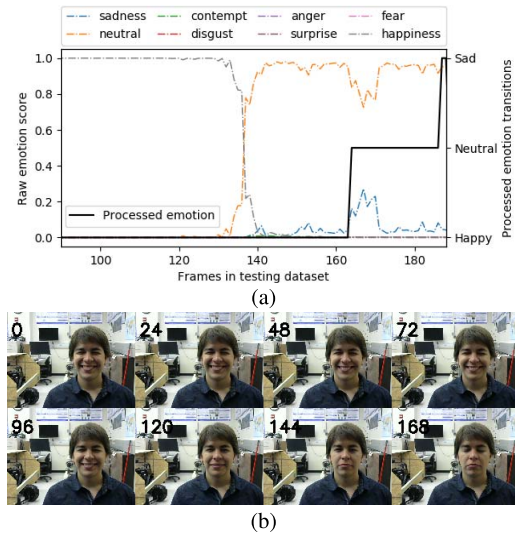 sadness contempt anger fear
neutral disgust surprise happiness
1.0 Sad
0.8
0.6
Neutral
0.4
0.2
0.0 Happy
Raw emotion score
Processed emotion transitions
Processed emotion
100 120 140 160 180
Frames in testing dataset
(a)
0 24 48 72
96 120 144 168
(b)